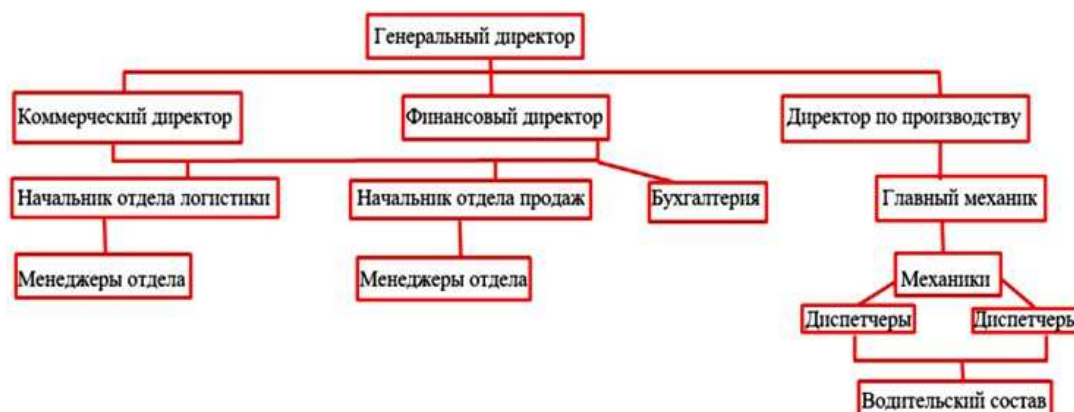 Генеральный директор
Коммерческий директор
Финансовый директор
Директор по производству
Начальник отдела логистики
Начальник отдела продаж
Бухгалтерия
Главный механик
Менеджеры отдела
Менеджеры отдела
Механики
Диспетчеры
Диспетчеры
Водительский состав